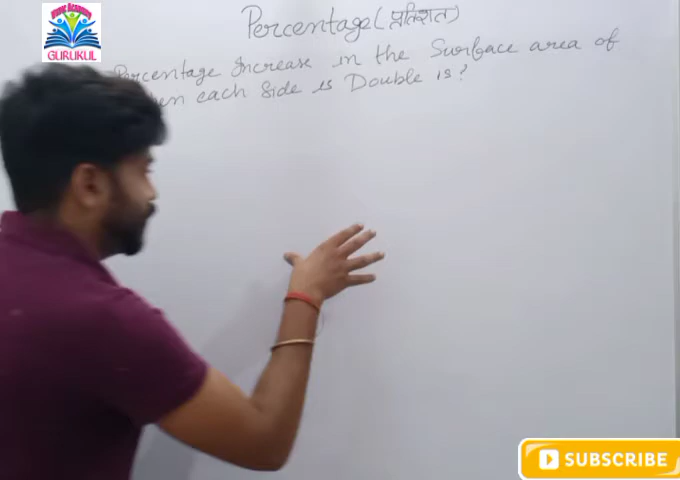 GURUKUL
Percentage (प्रतिशत)
Percentage Increase in the Surface area of
each Side is Double is?
SUBSCRIBE